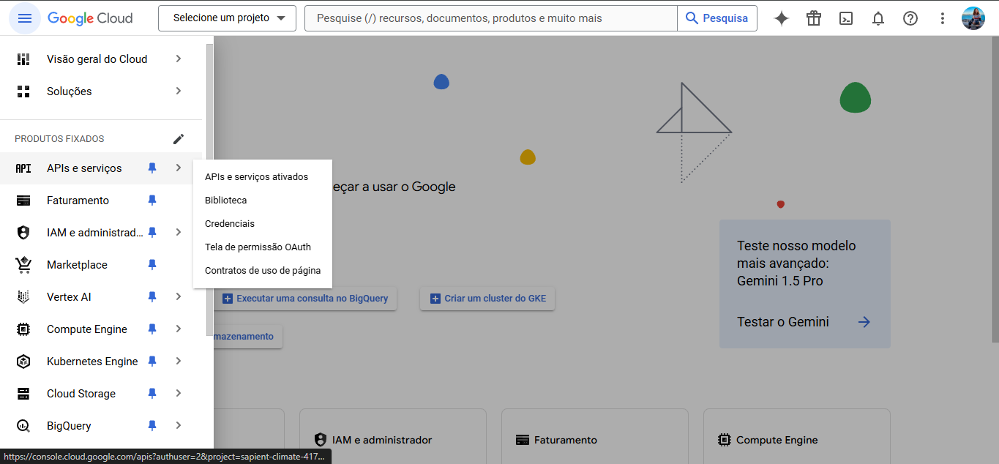 Google Cloud
Selecione um projeto
Pesquise (/) recursos, documentos, produtos e muito mais
Pesquisa
Visão geral do Cloud
Soluções
PRODUTOS FIXADOS
API APIs e serviços
Faturamento
IAM e administrad...
Marketplace
Vertex AI
Compute Engine
Kubernetes Engine
Cloud Storage
BigQuery
APIs e serviços ativados
Biblioteca
Credenciais
Tela de permissão OAuth
Contratos de uso de página
eçar a usar o Google
Executar uma consulta no BigQuery
Criar um cluster do GKE
mazenamento
Teste nosso modelo
mais avançado:
Gemini 1.5 Pro
Testar o Gemini
IAM e administrador
Faturamento
Compute Engine
https://console.cloud.google.com/apis?authuser=2&project=sapient-climate-417...